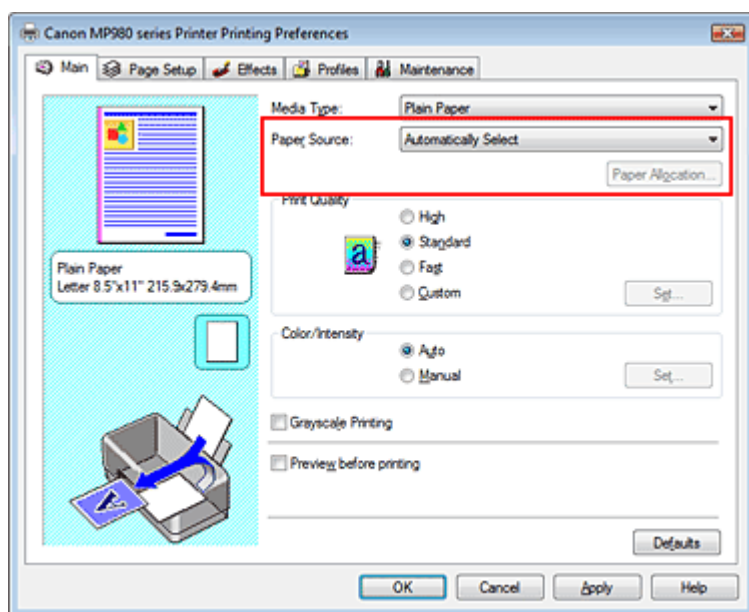 Canon MP980 series Printer Printing Preferences
Main Page Setup Effects Profiles Maintenance
Media Type: Plain Paper
Paper Source: Automatically Select
Paper Allocation...
Print Quality
High
Standard
Fast
Custom Set...
a
Plain Paper
Letter 8.5"x11" 215.9x279.4mm
Color/Intensity
Auto
Manual Set...
Grayscale Printing
Preview before printing
A
Defaults
OK Cancel Apply Help